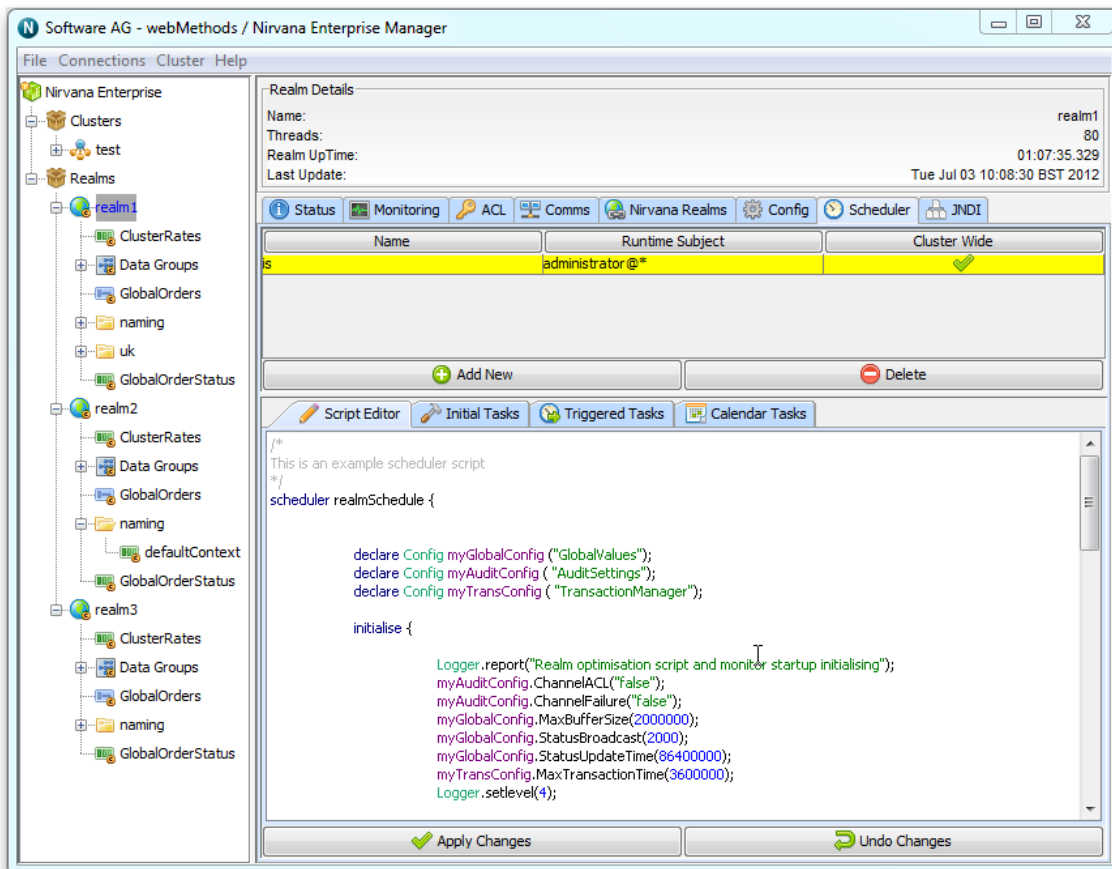 Software AG - webMethods / Nirvana Enterprise Manager
File Connections Cluster Help
Nirvana Enterprise
Clusters
test
Realms
realm1
ClusterRates
Data Groups
GlobalOrders
naming
uk
GlobalOrderStatus
realm2
ClusterRates
Data Groups
GlobalOrders
naming
defaultContext
GlobalOrderStatus
realm3
ClusterRates
Data Groups
GlobalOrders
naming
GlobalOrderStatus
Realm Details
Name: realm1
Threads: 80
Realm UpTime: 01:07:35.329
Last Update: Tue Jul 03 10:08:30 BST 2012
Status Monitoring ACL Comms Nirvana Realms Config Scheduler JNDI
Name Runtime Subject Cluster Wide
is administrator@*
Add New Delete
Script Editor Initial Tasks Triggered Tasks Calendar Tasks
/*
This is an example scheduler script
*/
scheduler realmSchedule {
declare Config myGlobalConfig ("GlobalValues");
declare Config myAuditConfig ( "AuditSettings");
declare Config myTransConfig ( "TransactionManager");
initialise {
Logger.report("Realm optimisation script and monitor startup initialising");
myAuditConfig.ChannelACL("false");
myAuditConfig.ChannelFailure("false");
myGlobalConfig.MaxBufferSize(2000000);
myGlobalConfig.StatusBroadcast(2000);
myGlobalConfig.StatusUpdateTime(86400000);
myTransConfig.MaxTransactionTime(3600000);
Logger.setlevel(4);
Apply Changes Undo Changes